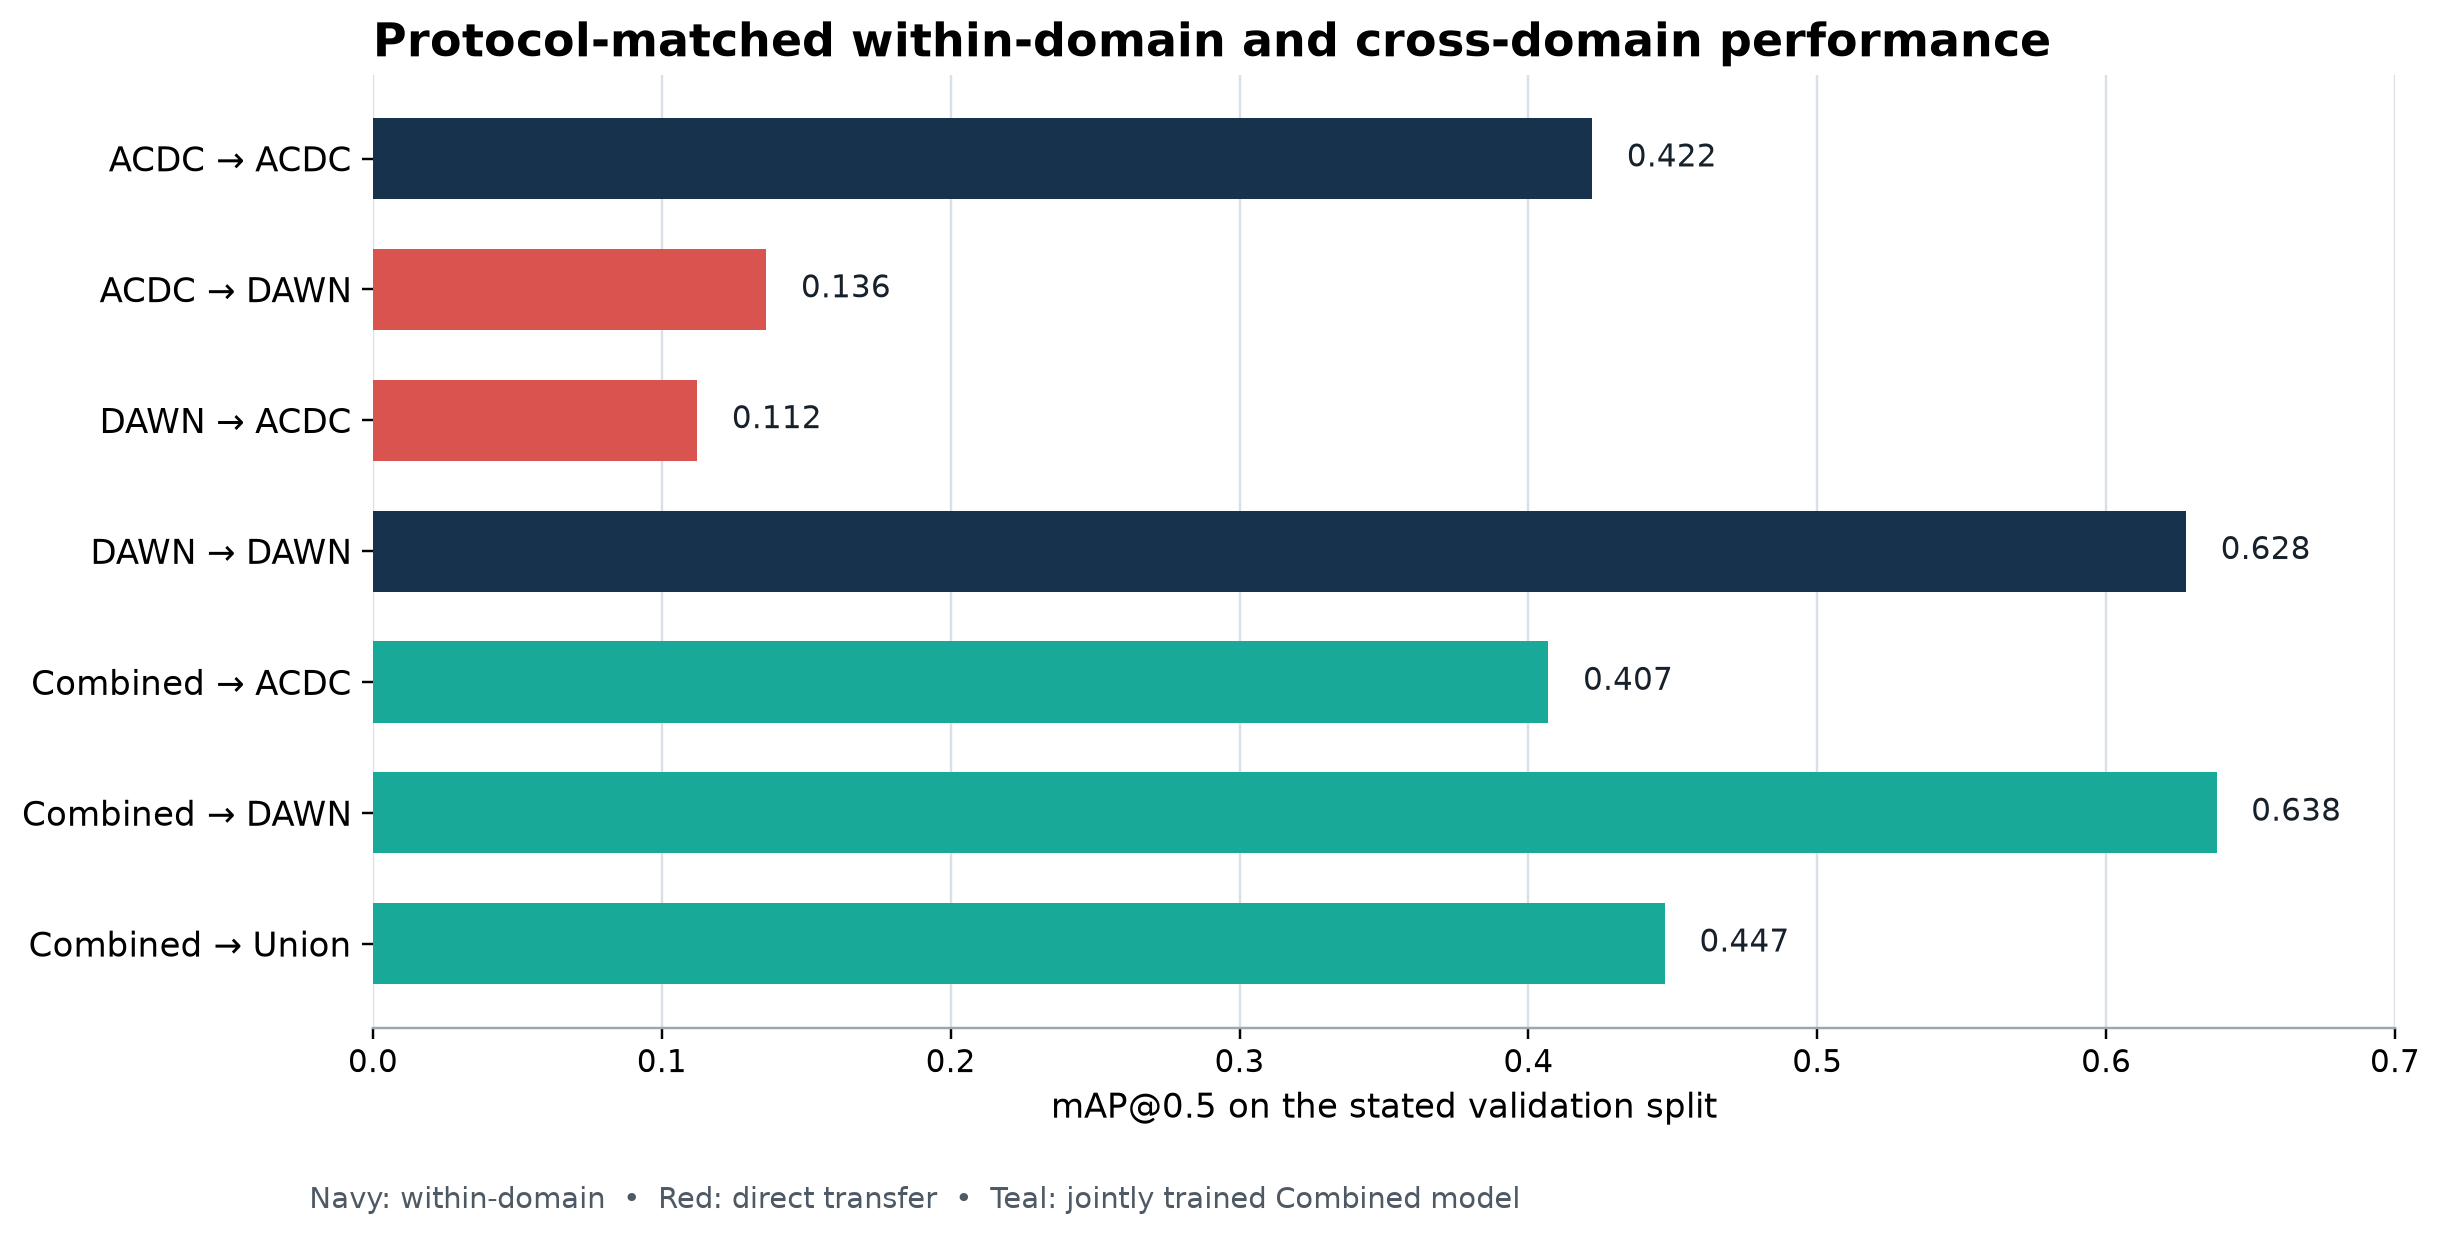 Protocol-matched within-domain and cross-domain performance
ACDC → ACDC
0.422
ACDC → DAWN
0.136
DAWN → ACDC
0.112
DAWN → DAWN
0.628
Combined → ACDC
0.407
Combined → DAWN
0.638
Combined → Union
0.447
0.0 0.1 0.2 0.3 0.4 0.5 0.6 0.7
mAP@0.5 on the stated validation split
Navy: within-domain • Red: direct transfer • Teal: jointly trained Combined model